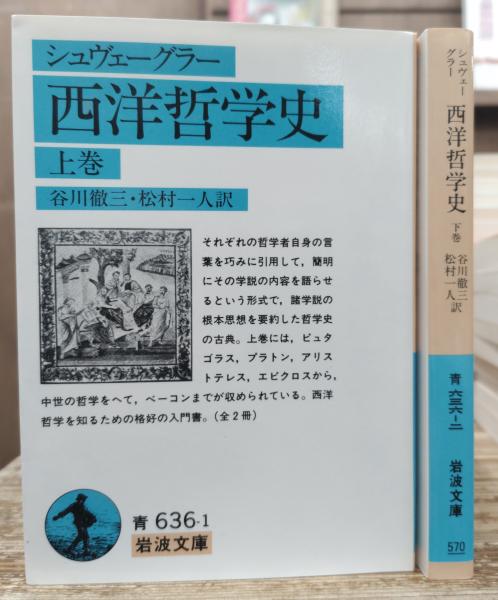 シュヴェーグラー
西洋哲学史
上巻
谷川徹三・松村一人訳
それぞれの哲学者自身の言
葉を巧みに引用して，簡明
にその学説の内容を語らせ
るという形式で，諸学説の
根本思想を要約した哲学史
の古典。上巻には，ピュタ
ゴラス，プラトン，アリス
トテレス，エピクロスから，
中世の哲学をへて，ベーコンまでが収められている。西洋
哲学を知るための格好の入門書。（全2冊）
青 636-1
岩波文庫
シュヴェー
グラー
西洋哲学史
下巻
谷川徹三
松村一人訳
青 六三六-二
岩波文庫
570